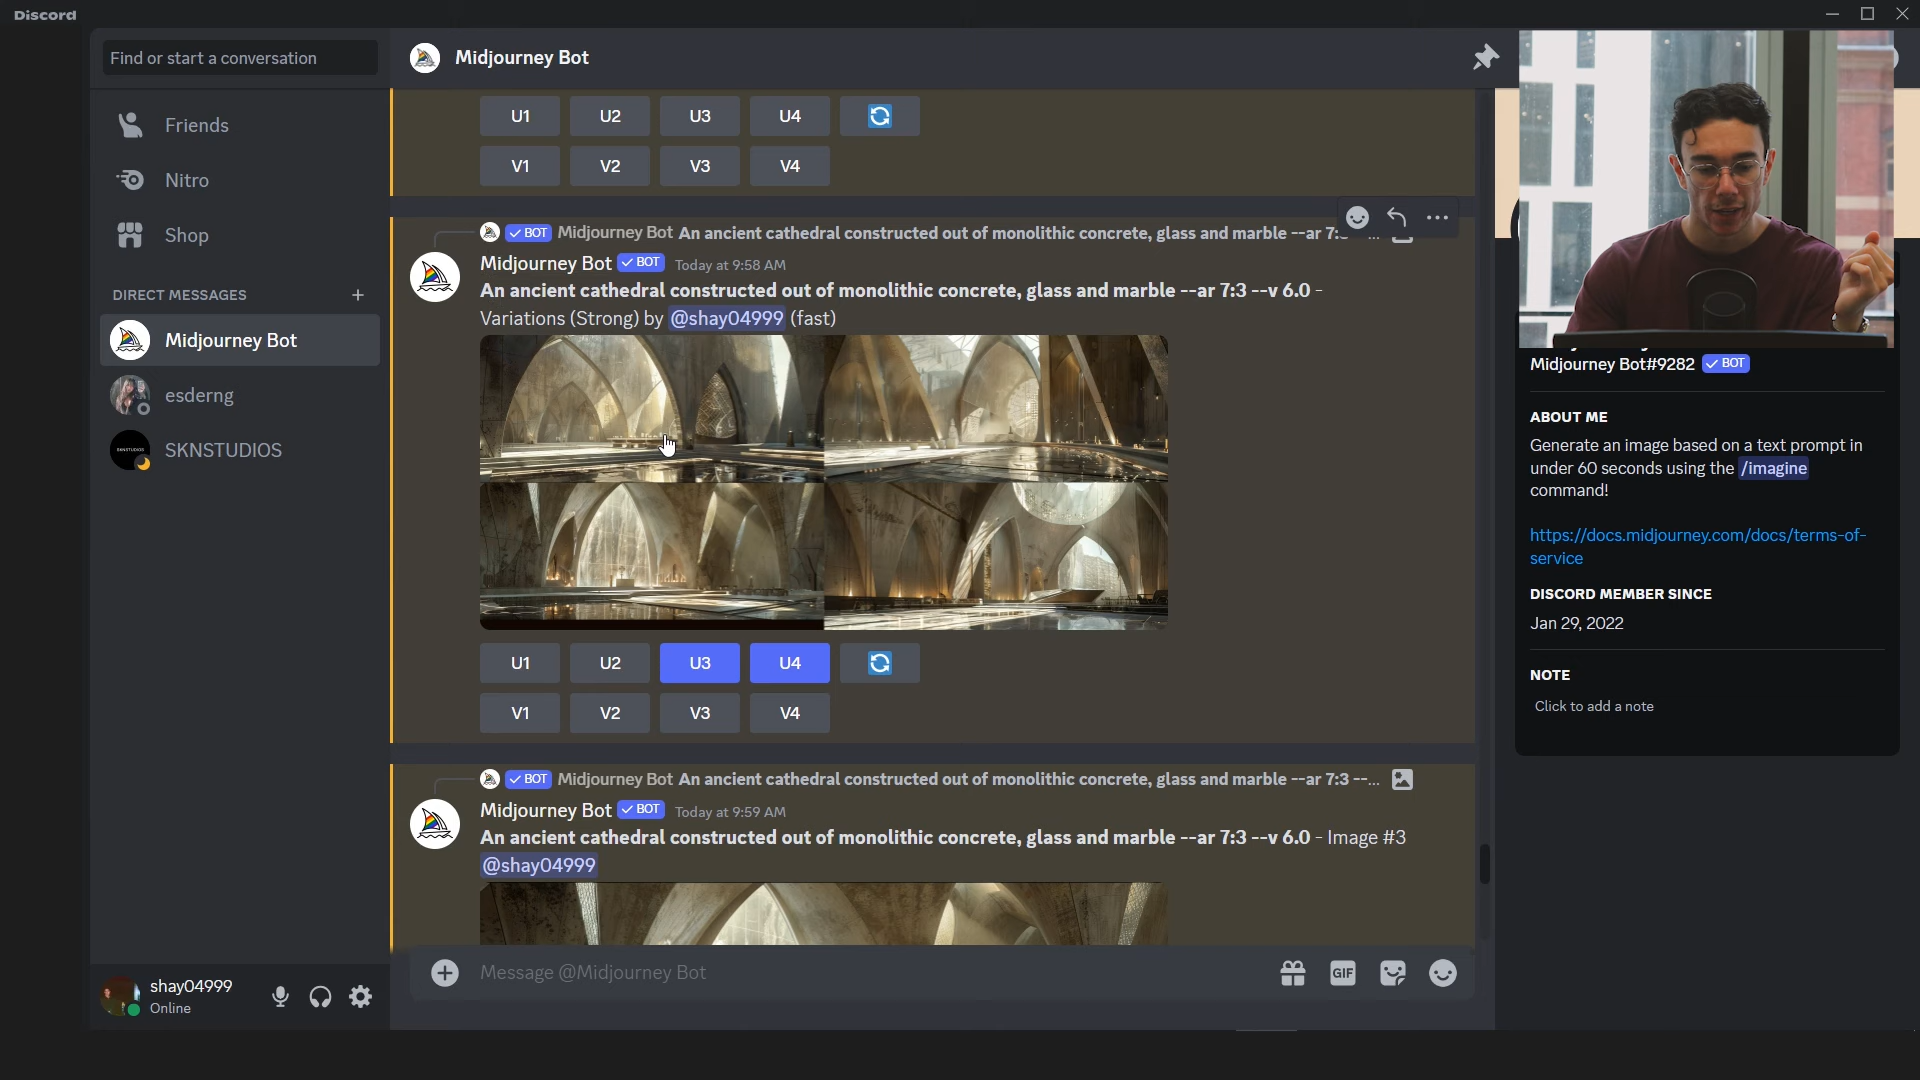 Discord
Find or start a conversation
Friends
Nitro
Shop
DIRECT MESSAGES
Midjourney Bot
esderng
SKNSTUDIOS
shay04999
Online
Midjourney Bot
U1 U2 U3 U4
V1 V2 V3 V4
BOT Midjourney Bot An ancient cathedral constructed out of monolithic concrete, glass and marble --ar 7:3 ...
Midjourney Bot BOT Today at 9:58 AM
An ancient cathedral constructed out of monolithic concrete, glass and marble --ar 7:3 --v 6.0 -
Variations (Strong) by @shay04999 (fast)
U1 U2 U3 U4
V1 V2 V3 V4
BOT Midjourney Bot An ancient cathedral constructed out of monolithic concrete, glass and marble --ar 7:3 --...
Midjourney Bot BOT Today at 9:59 AM
An ancient cathedral constructed out of monolithic concrete, glass and marble --ar 7:3 --v 6.0 - Image #3
@shay04999
Message @Midjourney Bot
GIF
Midjourney Bot#9282 BOT
ABOUT ME
Generate an image based on a text prompt in
under 60 seconds using the /imagine
command!
https://docs.midjourney.com/docs/terms-of-
service
DISCORD MEMBER SINCE
Jan 29, 2022
NOTE
Click to add a note